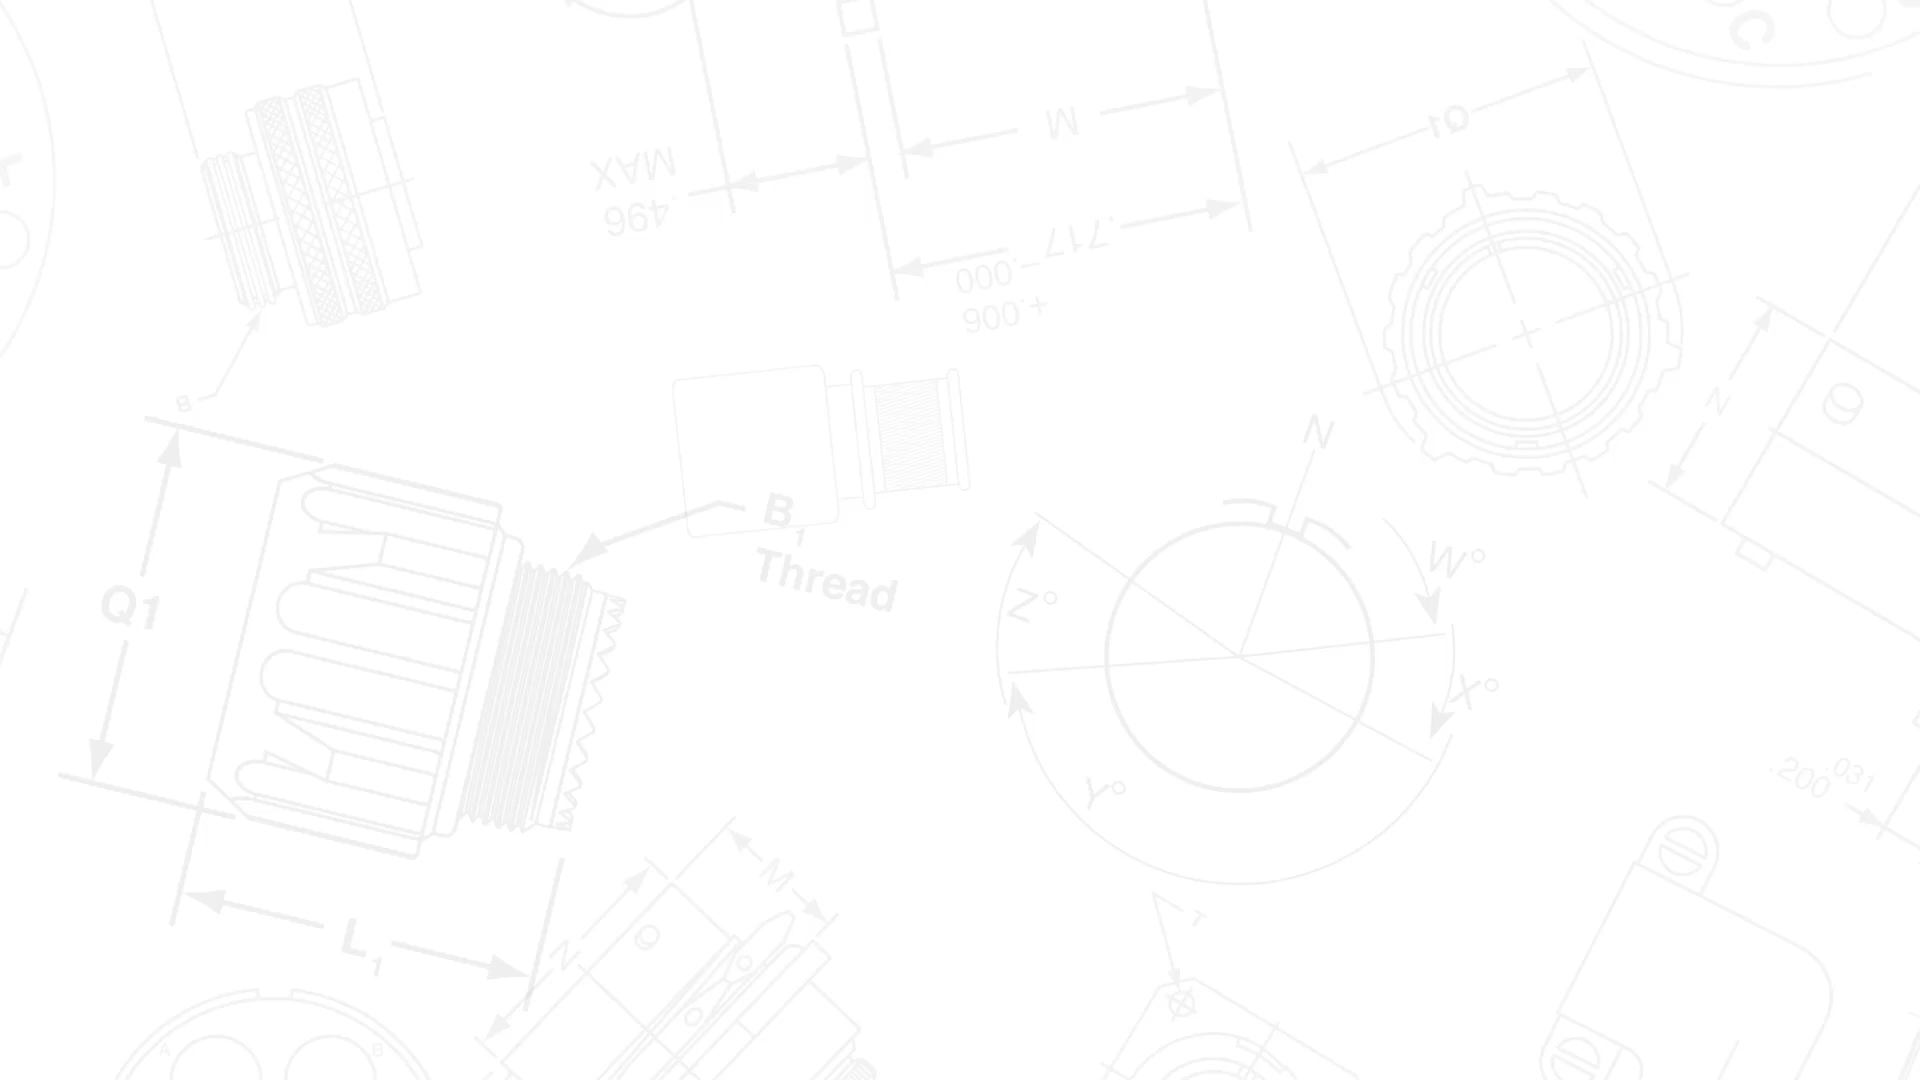 C
L
M
Q1
MAX
.496
.717
−.000
+.006
N
B
N
B1
Thread
W°
Z°
Q1
X°
Y°
.031
.200
M
T
L1
N
A
B